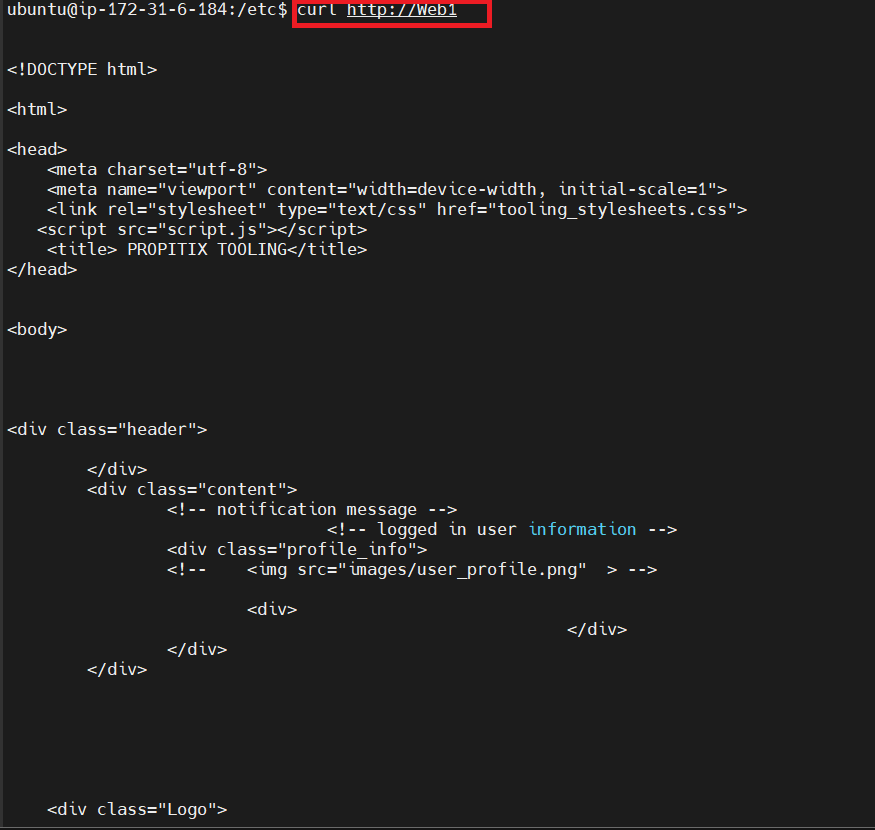 ubuntu@ip-172-31-6-184:/etc$ curl http://Web1
<!DOCTYPE html>
<html>
<head>
    <meta charset="utf-8">
    <meta name="viewport" content="width=device-width, initial-scale=1">
    <link rel="stylesheet" type="text/css" href="tooling_stylesheets.css">
   <script src="script.js"></script>
    <title> PROPITIX TOOLING</title>
</head>
<body>
<div class="header">
        </div>
        <div class="content">
                <!-- notification message -->
                                <!-- logged in user information -->
                <div class="profile_info">
                <!--    <img src="images/user_profile.png"  > -->
                        <div>
                                                        </div>
                </div>
        </div>
    <div class="Logo">